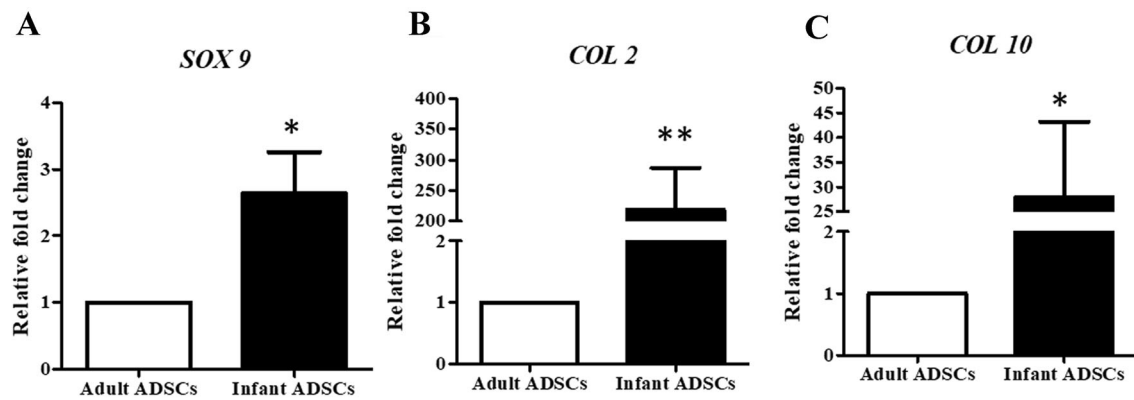 A
SOX 9
Relative fold change
4
3
2
1
0
*
Adult ADSCs
Infant ADSCs
B
COL 2
Relative fold change
400
350
300
250
200
2
1
0
**
Adult ADSCs
Infant ADSCs
C
COL 10
Relative fold change
50
45
40
35
30
25
2
1
0
*
Adult ADSCs
Infant ADSCs